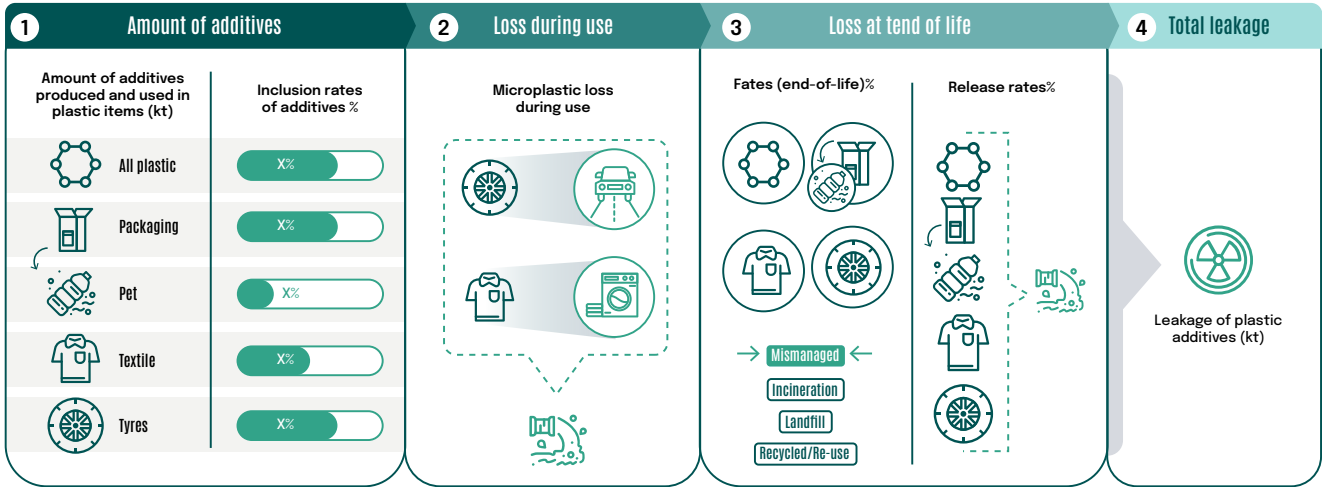 1 Amount of additives
Amount of additives
produced and used in
plastic items (kt)
Inclusion rates
of additives %
All plastic
X%
Packaging
X%
Pet
X%
Textile
X%
Tyres
X%
2 Loss during use
Microplastic loss
during use
3 Loss at tend of life
Fates (end-of-life)%
Mismanaged
Incineration
Landfill
Recycled/Re-use
Release rates%
4 Total leakage
Leakage of plastic
additives (kt)